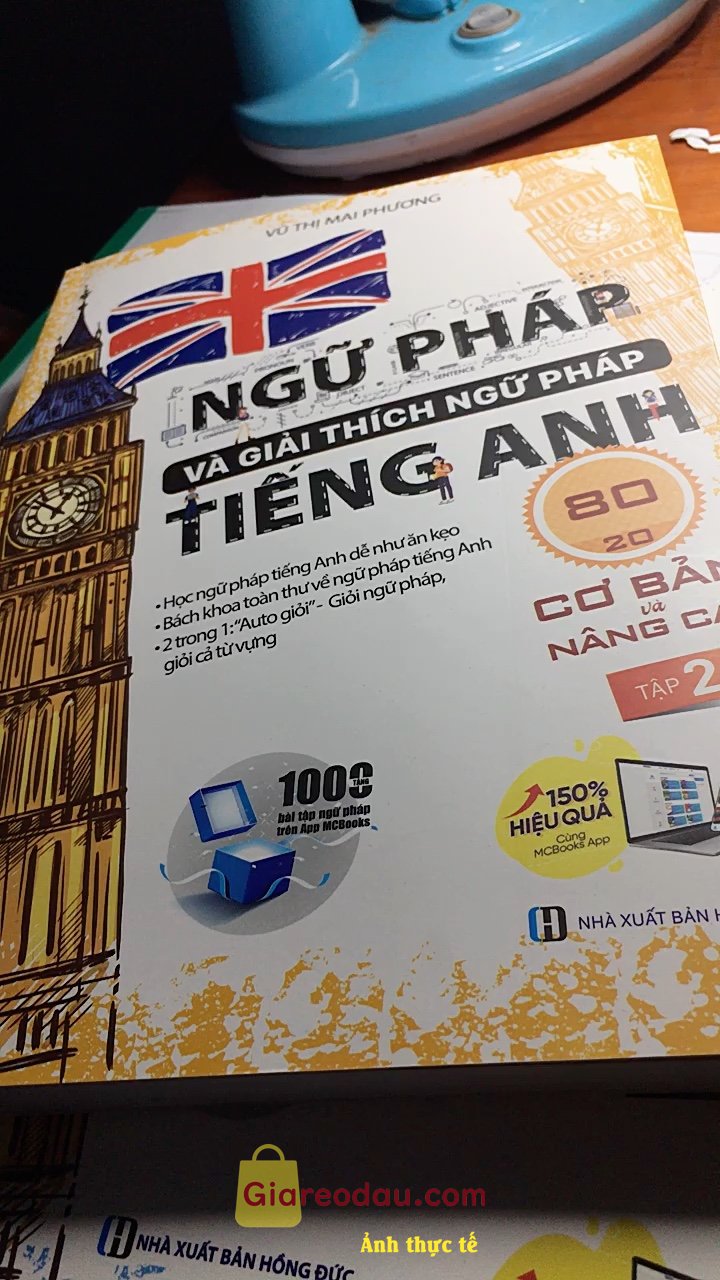 VŨ THỊ MAI PHƯƠNG
NGỮ PHÁP
VÀ GIẢI THÍCH NGỮ PHÁP
TIẾNG ANH
80
20
• Học ngữ pháp tiếng Anh dễ như ăn kẹo
• Bách khoa toàn thư về ngữ pháp tiếng Anh
• 2 trong 1: "Auto giỏi" - Giỏi ngữ pháp,
giỏi cả từ vựng
CƠ BẢN
và
NÂNG CA
TẬP 2
TẶNG
1000
bài tập ngữ pháp
trên App MCBooks
150%
HIỆU QUẢ
Cùng
MCBooks App
NHÀ XUẤT BẢN H
Giareodau.com
Ảnh thực tế
NHÀ XUẤT BẢN HỒNG ĐỨC